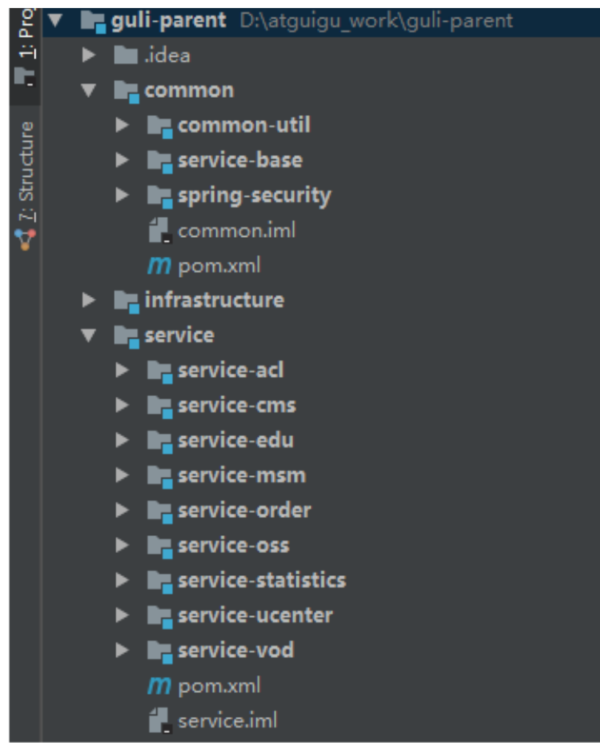 1: Pro
7: Structure
guli-parent D:\atguigu_work\guli-parent
.idea
common
common-util
service-base
spring-security
common.iml
pom.xml
infrastructure
service
service-acl
service-cms
service-edu
service-msm
service-order
service-oss
service-statistics
service-ucenter
service-vod
pom.xml
service.iml